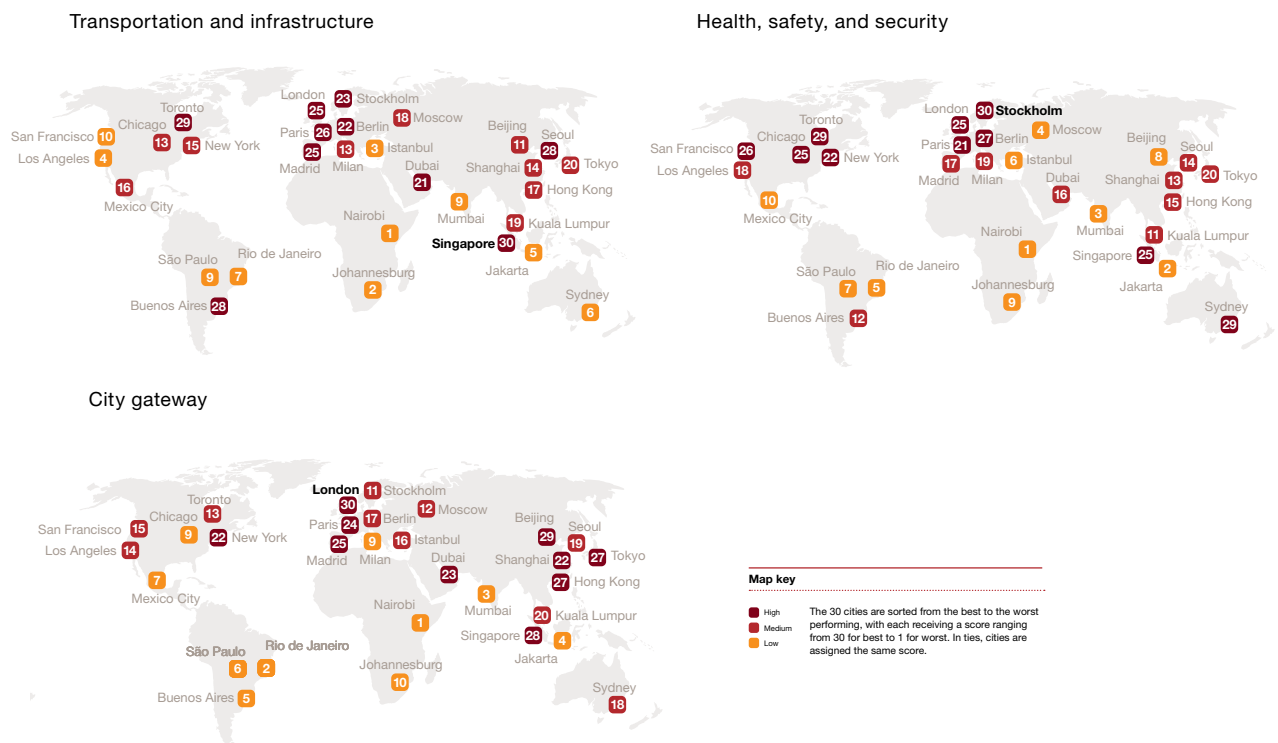 Transportation and infrastructure
London
25
23
Stockholm
Toronto
29
18
Moscow
San Francisco
10
Chicago
13
15
New York
Paris
26
22
Berlin
Beijing
11
Seoul
28
Los Angeles
4
Madrid
25
13
Milan
3
Istanbul
Dubai
21
Shanghai
14
20
Tokyo
16
Mexico City
17
Hong Kong
9
Mumbai
Nairobi
1
19
Kuala Lumpur
Singapore
30
5
Jakarta
São Paulo
9
Rio de Janeiro
7
Johannesburg
2
Buenos Aires
28
Sydney
6
Health, safety, and security
London
25
30
Stockholm
Toronto
29
4
Moscow
San Francisco
26
Chicago
25
22
New York
Paris
21
27
Berlin
Beijing
8
Seoul
14
Los Angeles
18
17
Madrid
19
Milan
6
Istanbul
Dubai
16
Shanghai
13
20
Tokyo
10
Mexico City
15
Hong Kong
3
Mumbai
Nairobi
1
11
Kuala Lumpur
Singapore
25
2
Jakarta
São Paulo
7
Rio de Janeiro
5
Johannesburg
9
Buenos Aires
12
Sydney
29
City gateway
London
30
11
Stockholm
Toronto
13
12
Moscow
San Francisco
15
Chicago
9
22
New York
Paris
24
17
Berlin
Beijing
29
Seoul
19
Los Angeles
14
Madrid
25
9
Milan
16
Istanbul
Dubai
23
Shanghai
22
27
Tokyo
7
Mexico City
27
Hong Kong
3
Mumbai
Nairobi
1
20
Kuala Lumpur
Singapore
28
4
Jakarta
São Paulo
6
Rio de Janeiro
2
Johannesburg
10
Buenos Aires
5
Sydney
18
Map key
High
Medium
Low
The 30 cities are sorted from the best to the worst
performing, with each receiving a score ranging
from 30 for best to 1 for worst. In ties, cities are
assigned the same score.